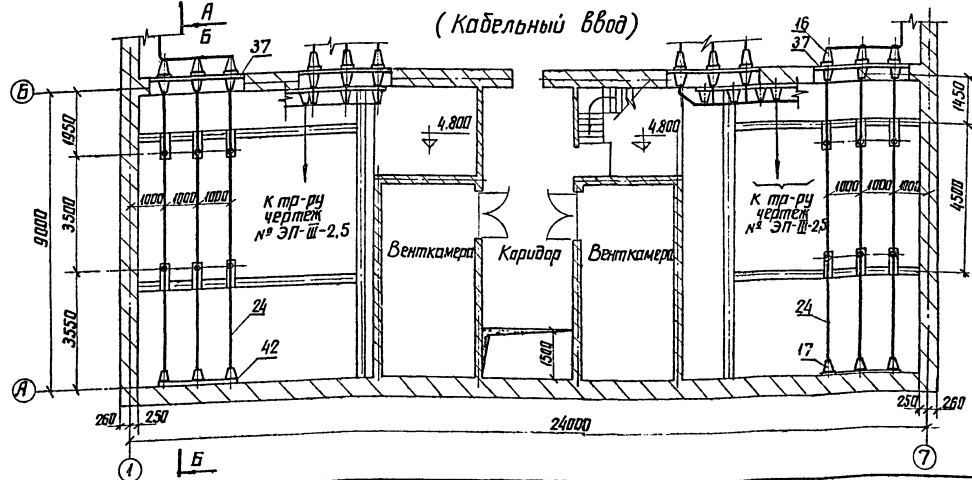 (Кабельный ввод)
А
Б
37
16
37
Б
1950
3500
9000
3550
1000 1000 1000
4.800
4.800
1000 1000 1000
1450
4500
К тр-ру
чертеж
№ ЭП-III-2,5
К тр-ру
чертеж
№ ЭП-III-2,5
Венткамера
Коридор
Венткамера
24
42
1500
24
17
А
260
250
24000
250
260
1
Б
7